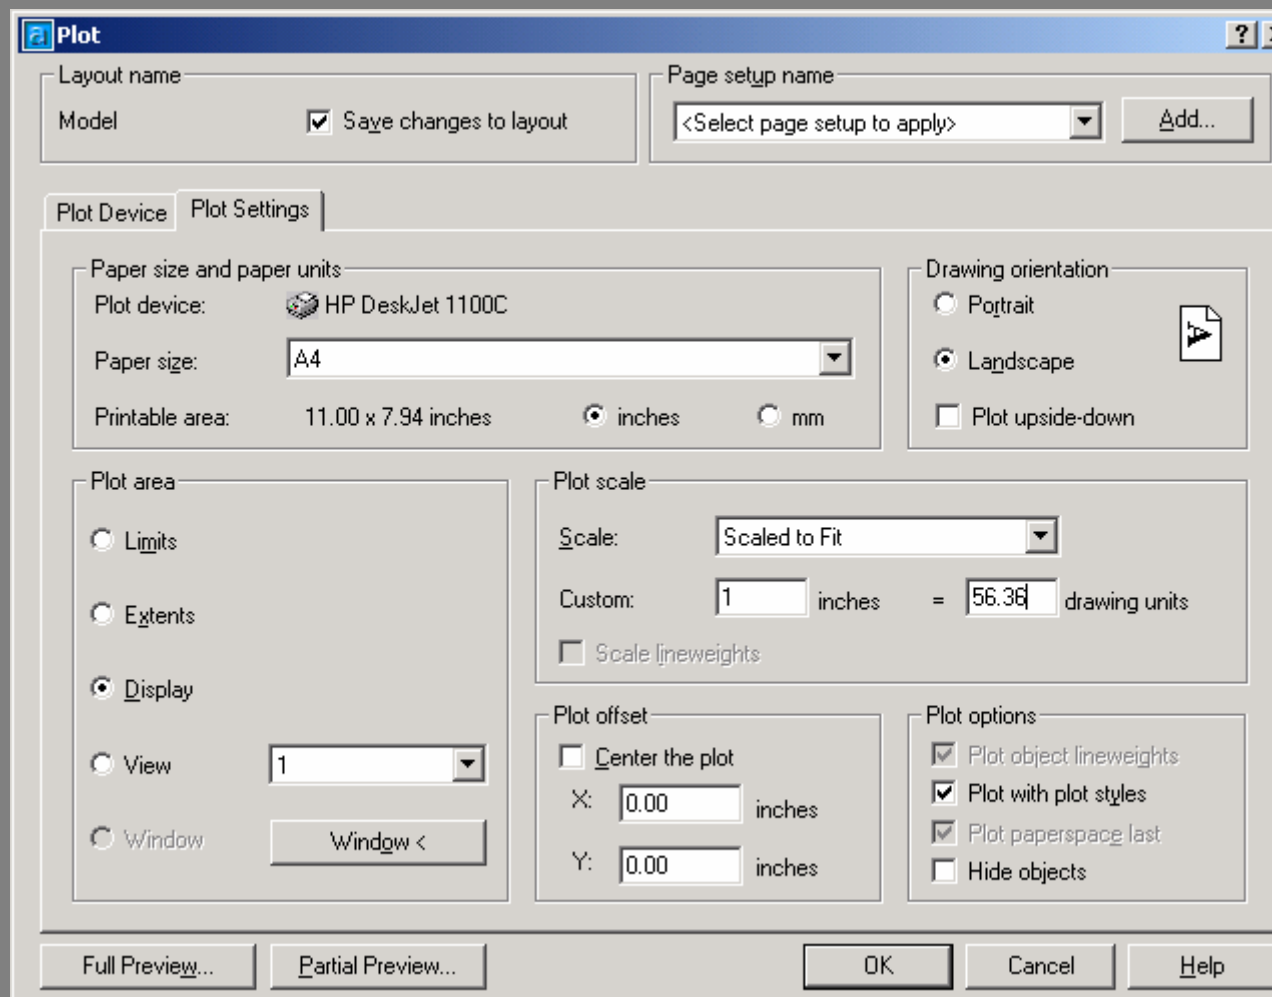 Plot
Layout name
Model Save changes to layout
Page setup name
<Select page setup to apply> Add...
Plot Device Plot Settings
Paper size and paper units
Plot device: HP DeskJet 1100C
Paper size: A4
Printable area: 11.00 x 7.94 inches inches mm
Drawing orientation
Portrait
Landscape
Plot upside-down
A
Plot area
Limits
Extents
Display
View 1
Window Window <
Plot scale
Scale: Scaled to Fit
Custom: 1 inches = 56.36 drawing units
Scale lineweights
Plot offset
Center the plot
X: 0.00 inches
Y: 0.00 inches
Plot options
Plot object lineweights
Plot with plot styles
Plot paperspace last
Hide objects
Full Preview... Partial Preview... OK Cancel Help